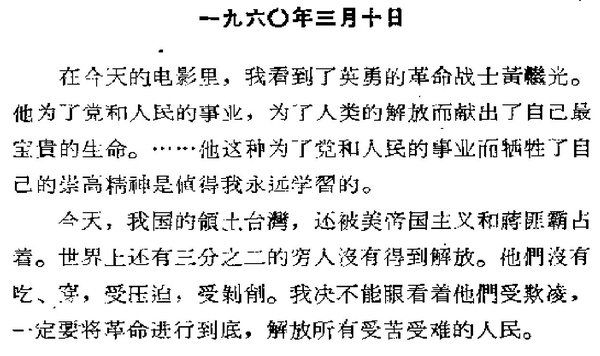 一九六〇年三月十日
在今天的电影里，我看到了英勇的革命战士黃繼光。
他为了党和人民的事业，为了人类的解放而献出了自己最
宝貴的生命。……他这种为了党和人民的事业而牺牲了自
己的崇高精神是值得我永远学習的。
今天，我国的領土台灣，还被美帝国主义和蔣匪霸占
着。世界上还有三分之二的穷人沒有得到解放。他們沒有
吃、穿，受压迫，受剝削。我决不能眼看着他們受欺凌，
一定要将革命进行到底，解放所有受苦受难的人民。